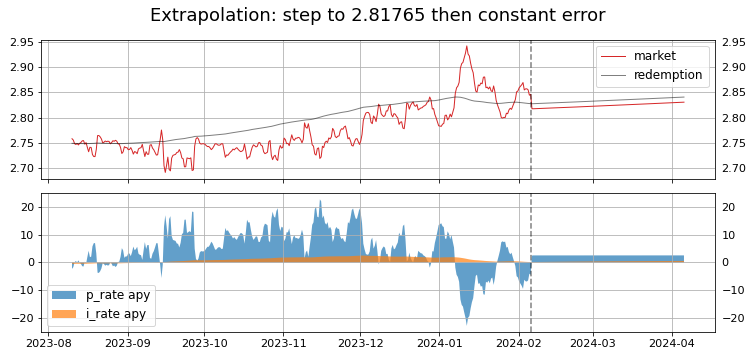 Extrapolation: step to 2.81765 then constant error
2.95 2.95
2.90 2.90
2.85 2.85
2.80 2.80
2.75 2.75
2.70 2.70
market
redemption
20 20
10 10
0 0
−10 −10
−20 −20
p_rate apy
i_rate apy
2023-08 2023-09 2023-10 2023-11 2023-12 2024-01 2024-02 2024-03 2024-04